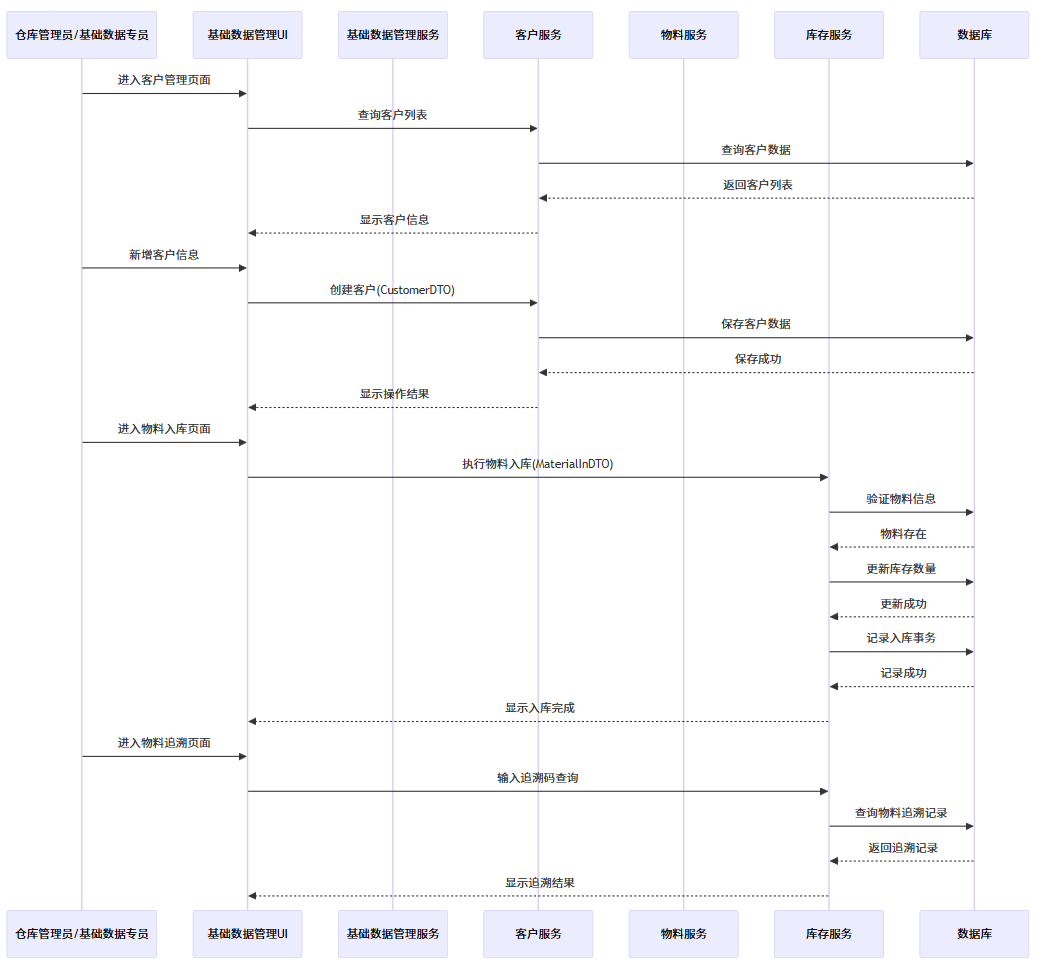 仓库管理员/基础数据专员
基础数据管理UI
基础数据管理服务
客户服务
物料服务
库存服务
数据库
进入客户管理页面
查询客户列表
查询客户数据
返回客户列表
显示客户信息
新增客户信息
创建客户(CustomerDTO)
保存客户数据
保存成功
显示操作结果
进入物料入库页面
执行物料入库(MaterialInDTO)
验证物料信息
物料存在
更新库存数量
更新成功
记录入库事务
记录成功
显示入库完成
进入物料追溯页面
输入追溯码查询
查询物料追溯记录
返回追溯记录
显示追溯结果
仓库管理员/基础数据专员
基础数据管理UI
基础数据管理服务
客户服务
物料服务
库存服务
数据库